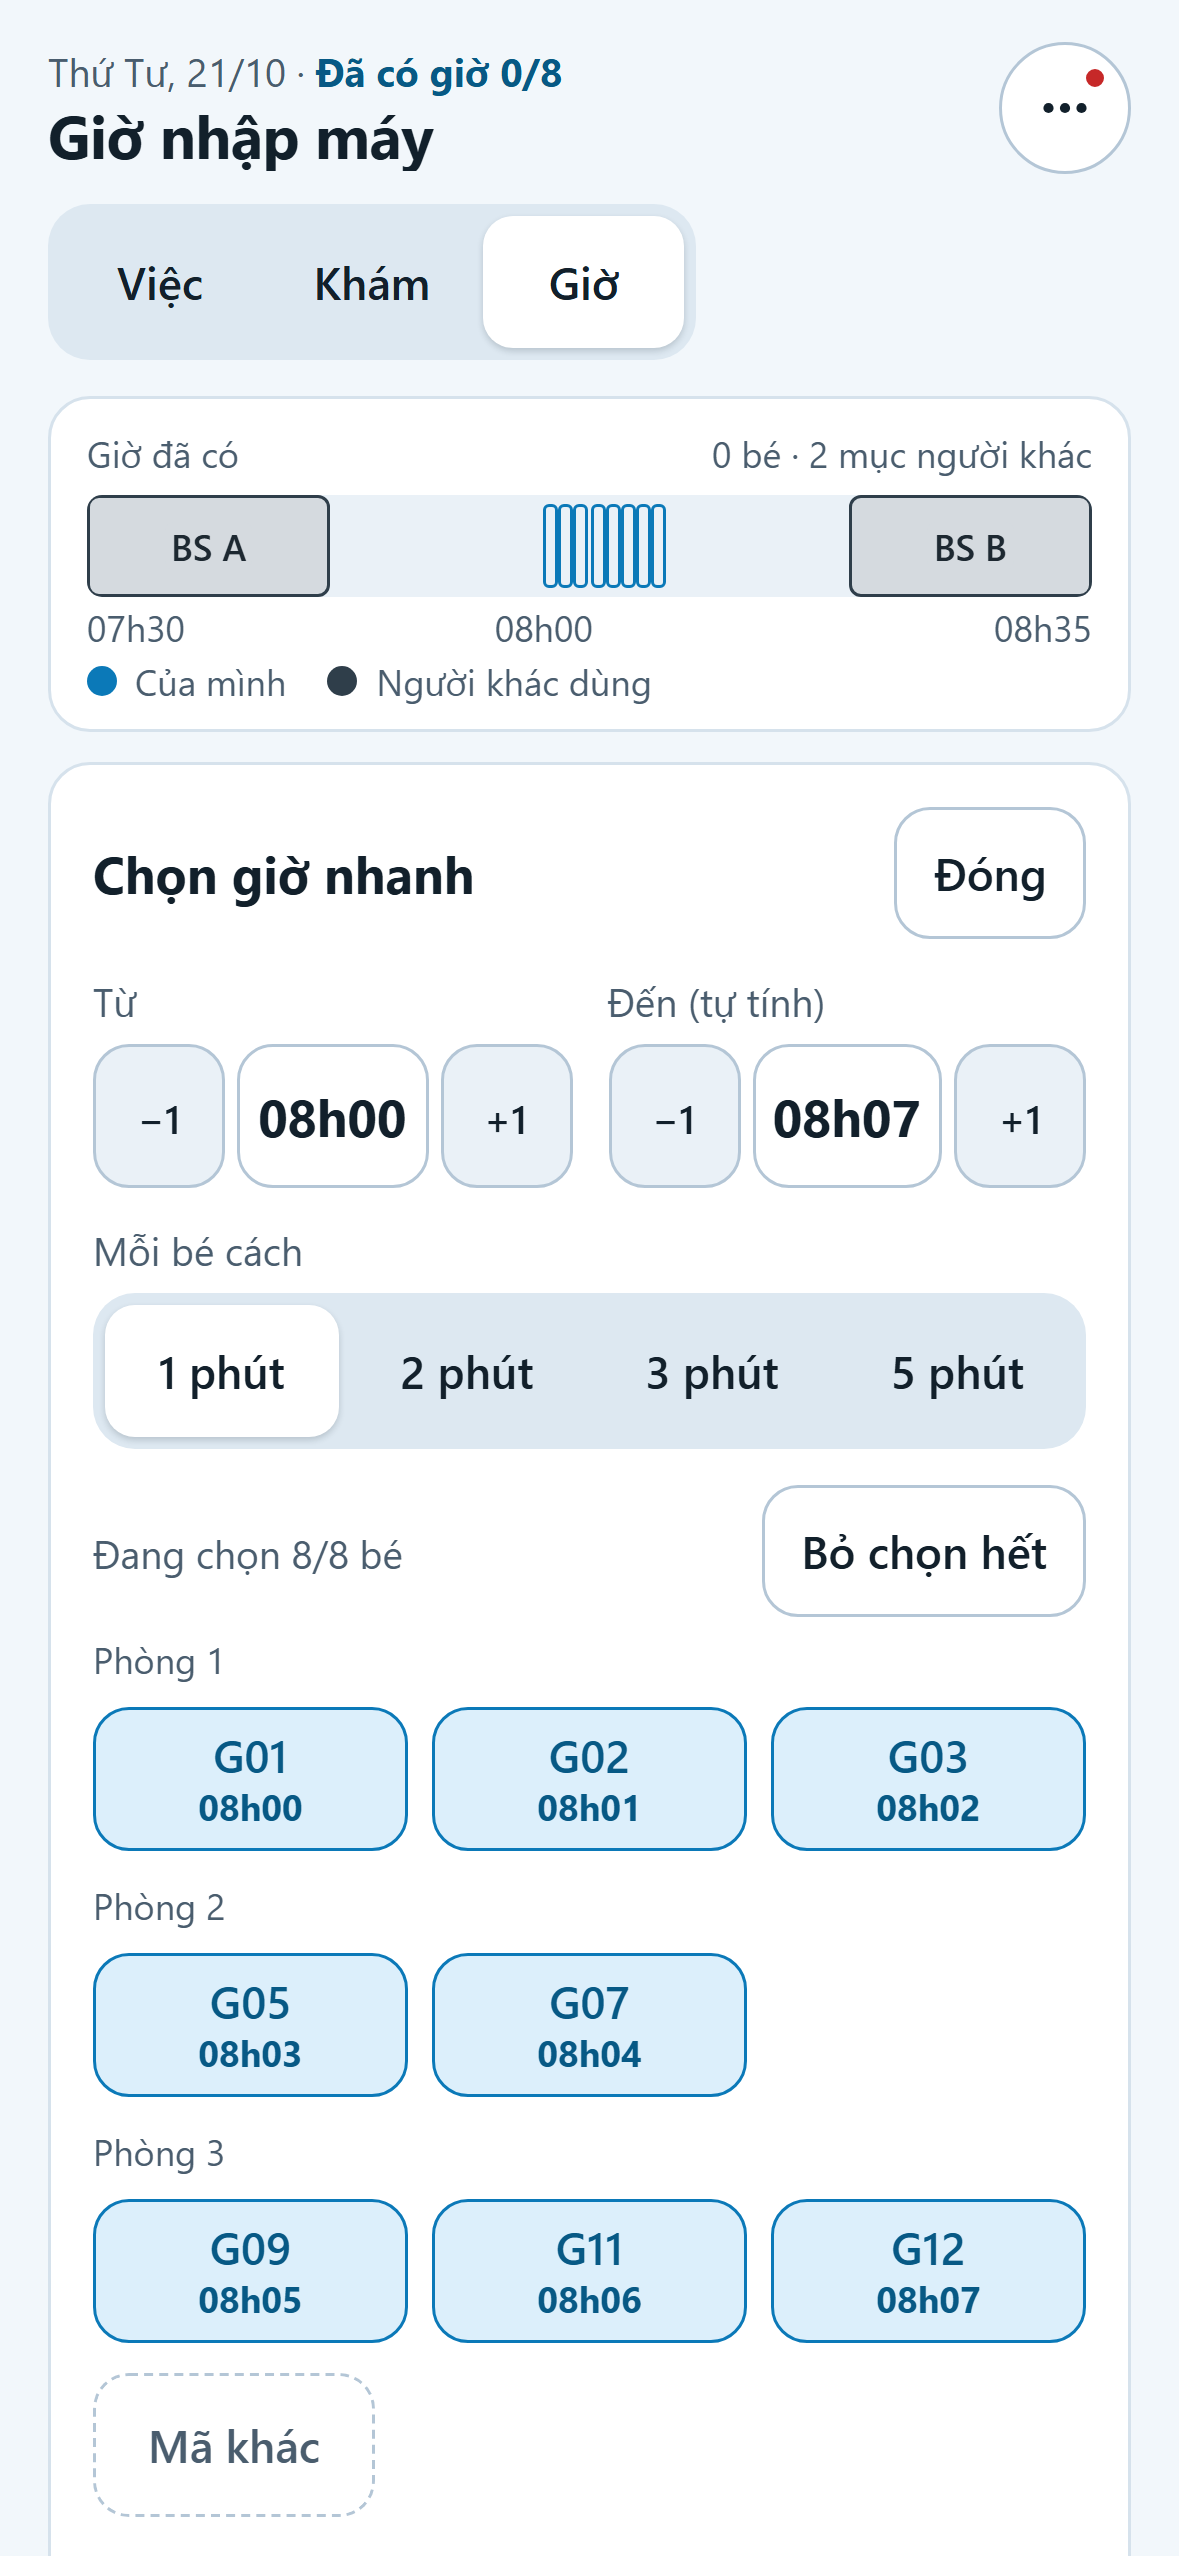 Thứ Tư, 21/10 · Đã có giờ 0/8
Giờ nhập máy
Việc Khám Giờ
Giờ đã có 0 bé · 2 mục người khác
BS A BS B
07h30 08h00 08h35
Của mình Người khác dùng
Chọn giờ nhanh Đóng
Từ Đến (tự tính)
−1 08h00 +1 −1 08h07 +1
Mỗi bé cách
1 phút 2 phút 3 phút 5 phút
Đang chọn 8/8 bé Bỏ chọn hết
Phòng 1
G01 G02 G03
08h00 08h01 08h02
Phòng 2
G05 G07
08h03 08h04
Phòng 3
G09 G11 G12
08h05 08h06 08h07
Mã khác